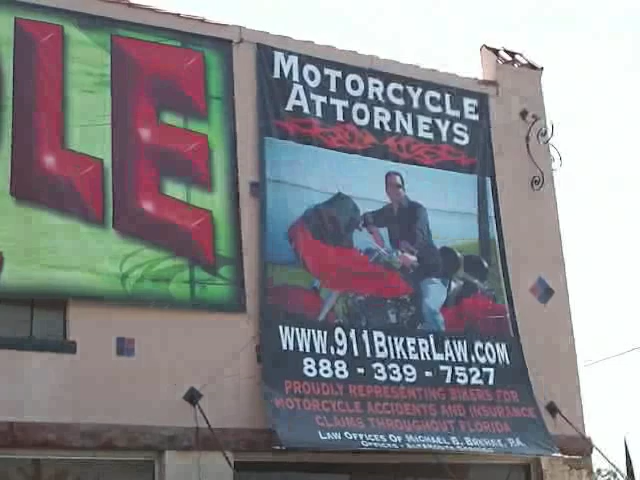 LE
MOTORCYCLE
ATTORNEYS
WWW.911BIKERLAW.COM
888 - 339 - 7527
PROUDLY REPRESENTING BIKERS FOR
MOTORCYCLE ACCIDENTS AND INSURANCE
CLAIMS THROUGHOUT FLORIDA
LAW OFFICES OF MICHAEL B. BREHNE, P.A.
OFFICES -